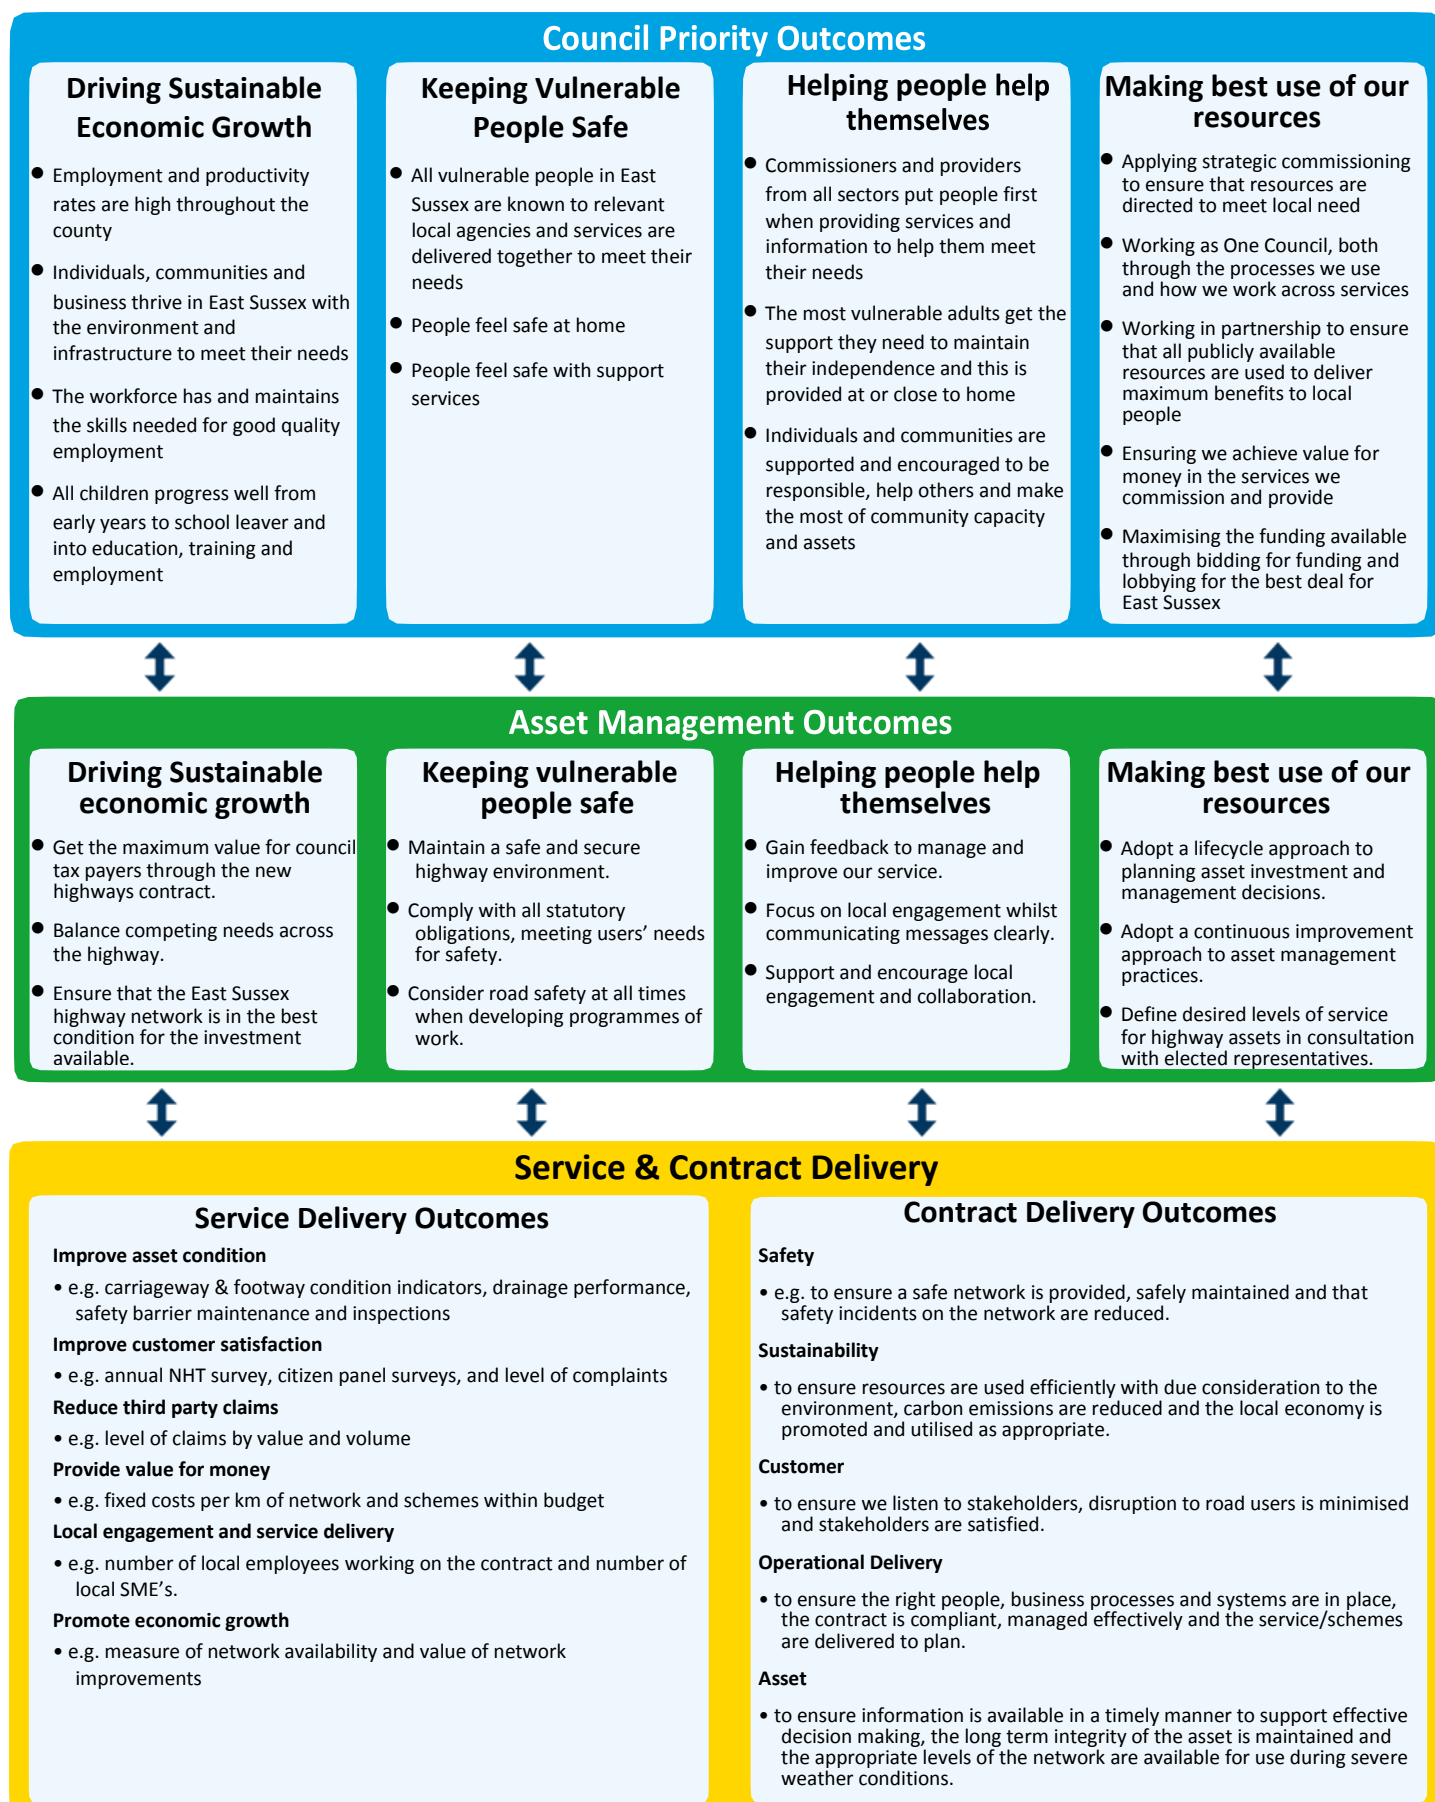 Council Priority Outcomes
Driving Sustainable
Economic Growth
● Employment and productivity
rates are high throughout the
county
● Individuals, communities and
business thrive in East Sussex with
the environment and
infrastructure to meet their needs
● The workforce has and maintains
the skills needed for good quality
employment
● All children progress well from
early years to school leaver and
into education, training and
employment
Keeping Vulnerable
People Safe
● All vulnerable people in East
Sussex are known to relevant
local agencies and services are
delivered together to meet their
needs
● People feel safe at home
● People feel safe with support
services
Helping people help
themselves
● Commissioners and providers
from all sectors put people first
when providing services and
information to help them meet
their needs
● The most vulnerable adults get the
support they need to maintain
their independence and this is
provided at or close to home
● Individuals and communities are
supported and encouraged to be
responsible, help others and make
the most of community capacity
and assets
Making best use of our
resources
● Applying strategic commissioning
to ensure that resources are
directed to meet local need
● Working as One Council, both
through the processes we use
and how we work across services
● Working in partnership to ensure
that all publicly available
resources are used to deliver
maximum benefits to local
people
● Ensuring we achieve value for
money in the services we
commission and provide
● Maximising the funding available
through bidding for funding and
lobbying for the best deal for
East Sussex
Asset Management Outcomes
Driving Sustainable
economic growth
● Get the maximum value for council
tax payers through the new
highways contract.
● Balance competing needs across
the highway.
● Ensure that the East Sussex
highway network is in the best
condition for the investment
available.
Keeping vulnerable
people safe
● Maintain a safe and secure
highway environment.
● Comply with all statutory
obligations, meeting users’ needs
for safety.
● Consider road safety at all times
when developing programmes of
work.
Helping people help
themselves
● Gain feedback to manage and
improve our service.
● Focus on local engagement whilst
communicating messages clearly.
● Support and encourage local
engagement and collaboration.
Making best use of our
resources
● Adopt a lifecycle approach to
planning asset investment and
management decisions.
● Adopt a continuous improvement
approach to asset management
practices.
● Define desired levels of service
for highway assets in consultation
with elected representatives.
Service & Contract Delivery
Service Delivery Outcomes
Improve asset condition
• e.g. carriageway & footway condition indicators, drainage performance,
safety barrier maintenance and inspections
Improve customer satisfaction
• e.g. annual NHT survey, citizen panel surveys, and level of complaints
Reduce third party claims
• e.g. level of claims by value and volume
Provide value for money
• e.g. fixed costs per km of network and schemes within budget
Local engagement and service delivery
• e.g. number of local employees working on the contract and number of
local SME’s.
Promote economic growth
• e.g. measure of network availability and value of network
improvements
Contract Delivery Outcomes
Safety
• e.g. to ensure a safe network is provided, safely maintained and that
safety incidents on the network are reduced.
Sustainability
• to ensure resources are used efficiently with due consideration to the
environment, carbon emissions are reduced and the local economy is
promoted and utilised as appropriate.
Customer
• to ensure we listen to stakeholders, disruption to road users is minimised
and stakeholders are satisfied.
Operational Delivery
• to ensure the right people, business processes and systems are in place,
the contract is compliant, managed effectively and the service/schemes
are delivered to plan.
Asset
• to ensure information is available in a timely manner to support effective
decision making, the long term integrity of the asset is maintained and
the appropriate levels of the network are available for use during severe
weather conditions.